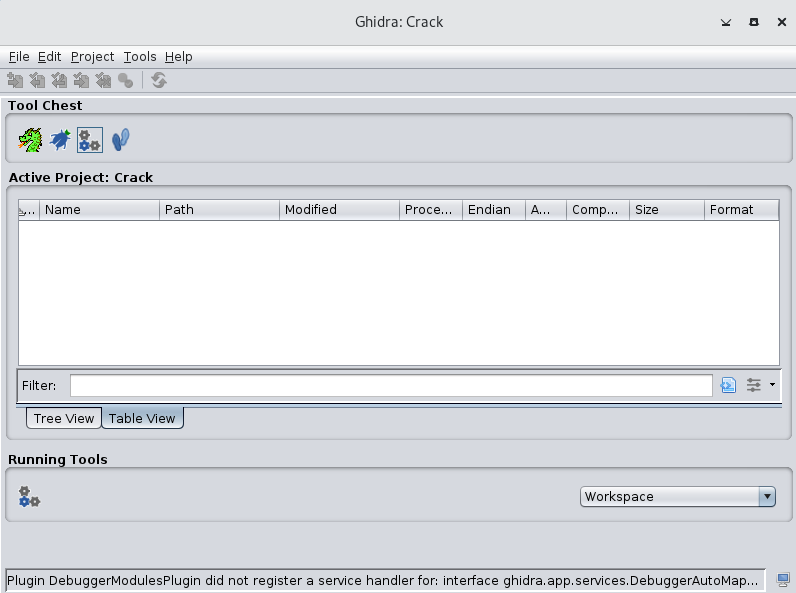 Ghidra: Crack
File Edit Project Tools Help
Tool Chest
Active Project: Crack
... Name Path Modified Proce... Endian A... Comp... Size Format
Filter:
Tree View Table View
Running Tools
Workspace
Plugin DebuggerModulesPlugin did not register a service handler for: interface ghidra.app.services.DebuggerAutoMap...